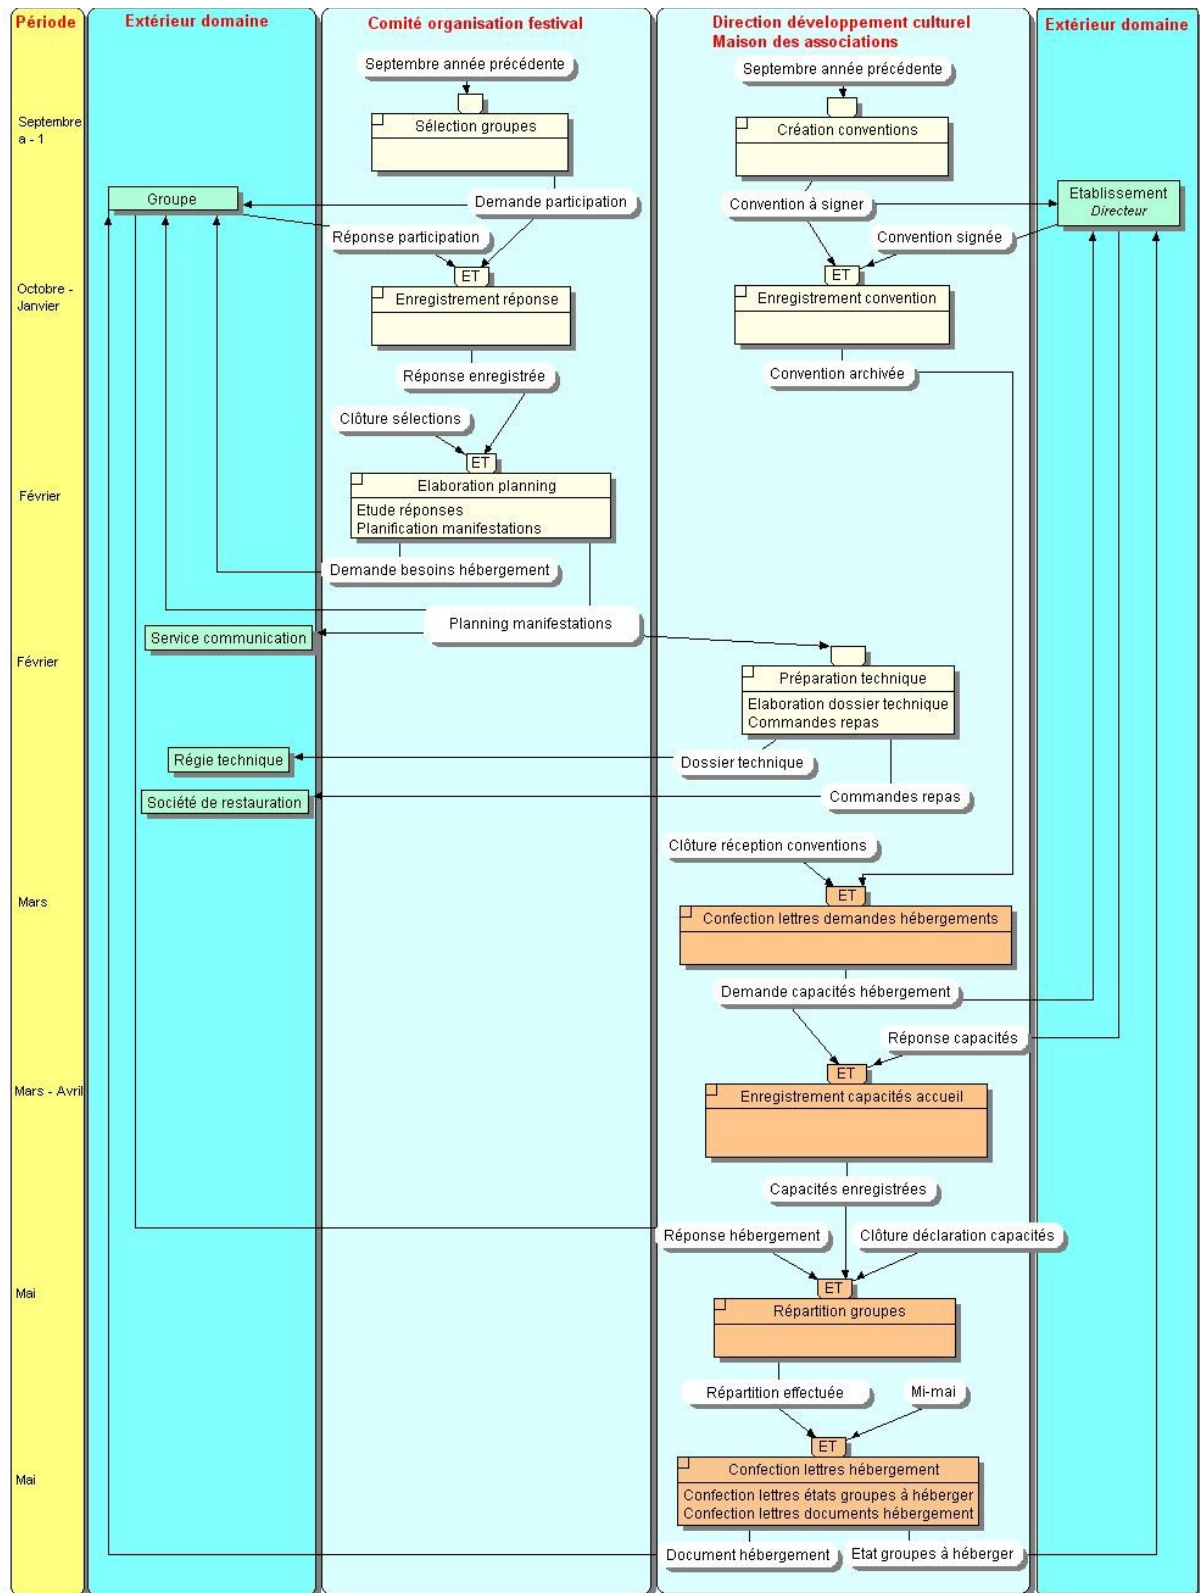 Période
Extérieur domaine
Comité organisation festival
Direction développement culturel
Maison des associations
Extérieur domaine
Septembre année précédente
Septembre année précédente
Septembre
a - 1
Sélection groupes
Création conventions
Groupe
Demande participation
Convention à signer
Etablissement
Directeur
Réponse participation
Convention signée
ET
ET
Octobre -
Janvier
Enregistrement réponse
Enregistrement convention
Réponse enregistrée
Convention archivée
Clôture sélections
ET
Février
Elaboration planning
Etude réponses
Planification manifestations
Demande besoins hébergement
Planning manifestations
Service communication
Février
Préparation technique
Elaboration dossier technique
Commandes repas
Régie technique
Dossier technique
Société de restauration
Commandes repas
Clôture réception conventions
ET
Mars
Confection lettres demandes hébergements
Demande capacités hébergement
Réponse capacités
ET
Mars - Avril
Enregistrement capacités accueil
Capacités enregistrées
Réponse hébergement
Clôture déclaration capacités
ET
Mai
Répartition groupes
Répartition effectuée
Mi-mai
ET
Mai
Confection lettres hébergement
Confection lettres états groupes à héberger
Confection lettres documents hébergement
Document hébergement
Etat groupes à héberger